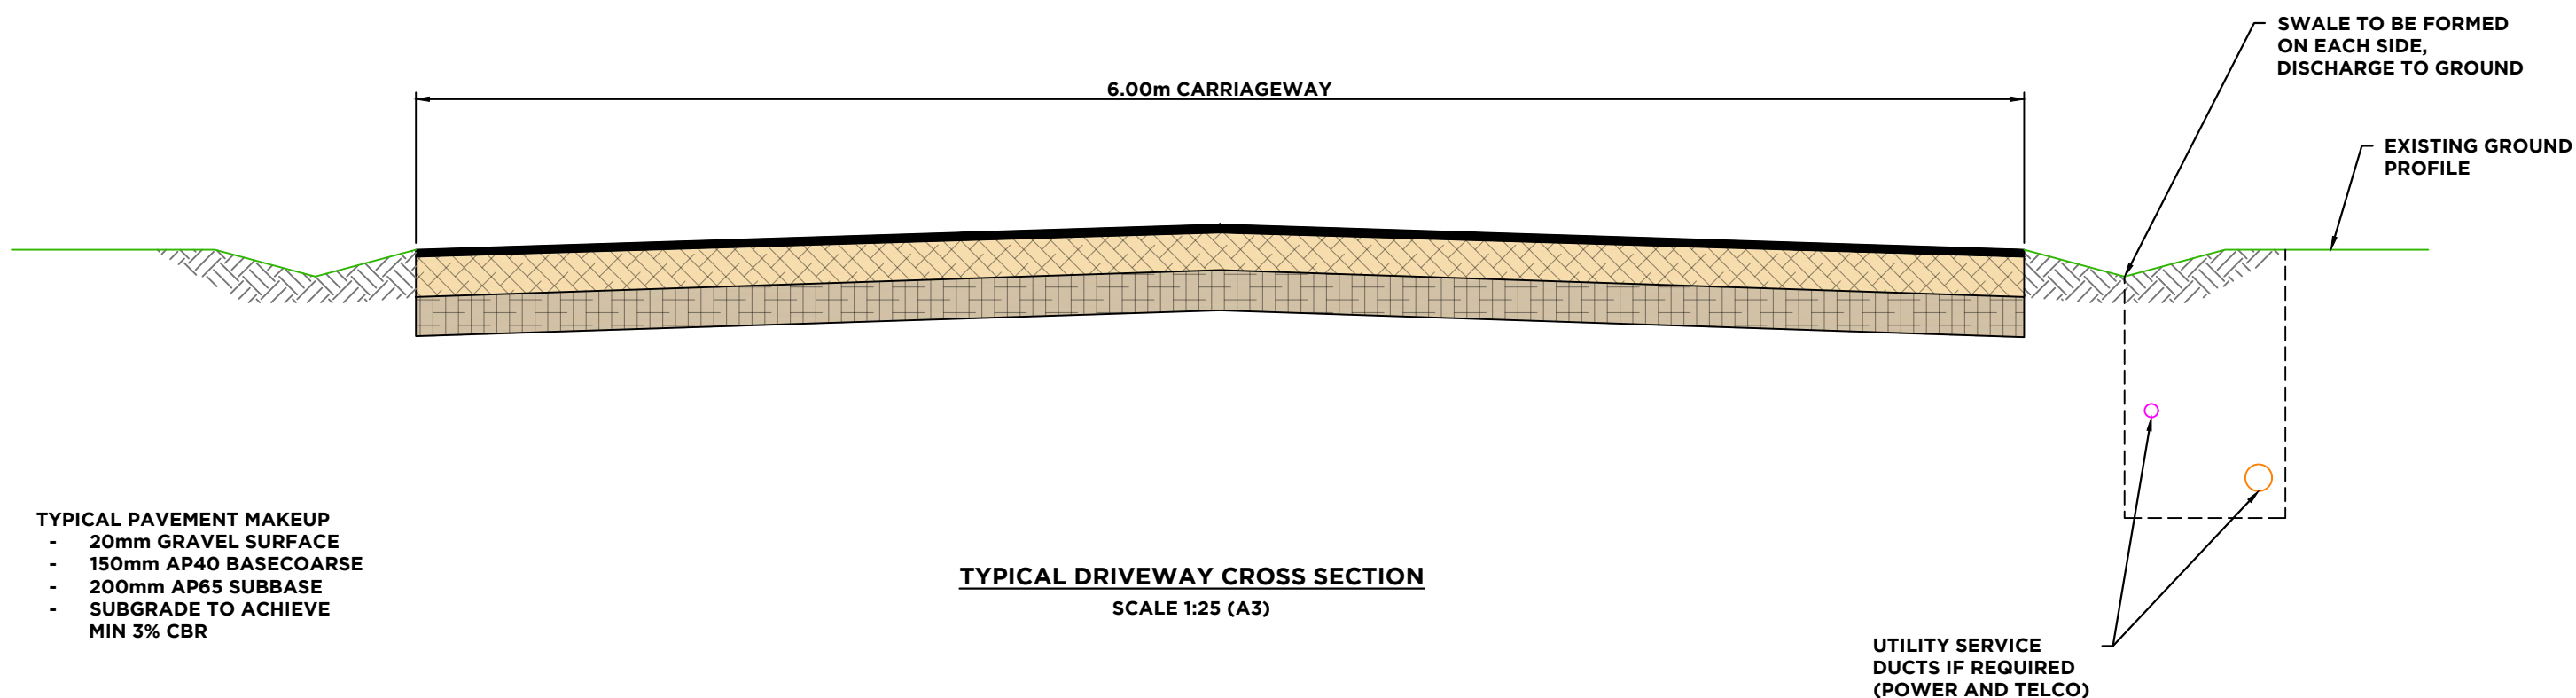 SWALE TO BE FORMED
ON EACH SIDE,
DISCHARGE TO GROUND
6.00m CARRIAGEWAY
EXISTING GROUND
PROFILE
TYPICAL PAVEMENT MAKEUP
- 20mm GRAVEL SURFACE
- 150mm AP40 BASECOARSE
- 200mm AP65 SUBBASE
- SUBGRADE TO ACHIEVE
MIN 3% CBR
TYPICAL DRIVEWAY CROSS SECTION
SCALE 1:25 (A3)
UTILITY SERVICE
DUCTS IF REQUIRED
(POWER AND TELCO)